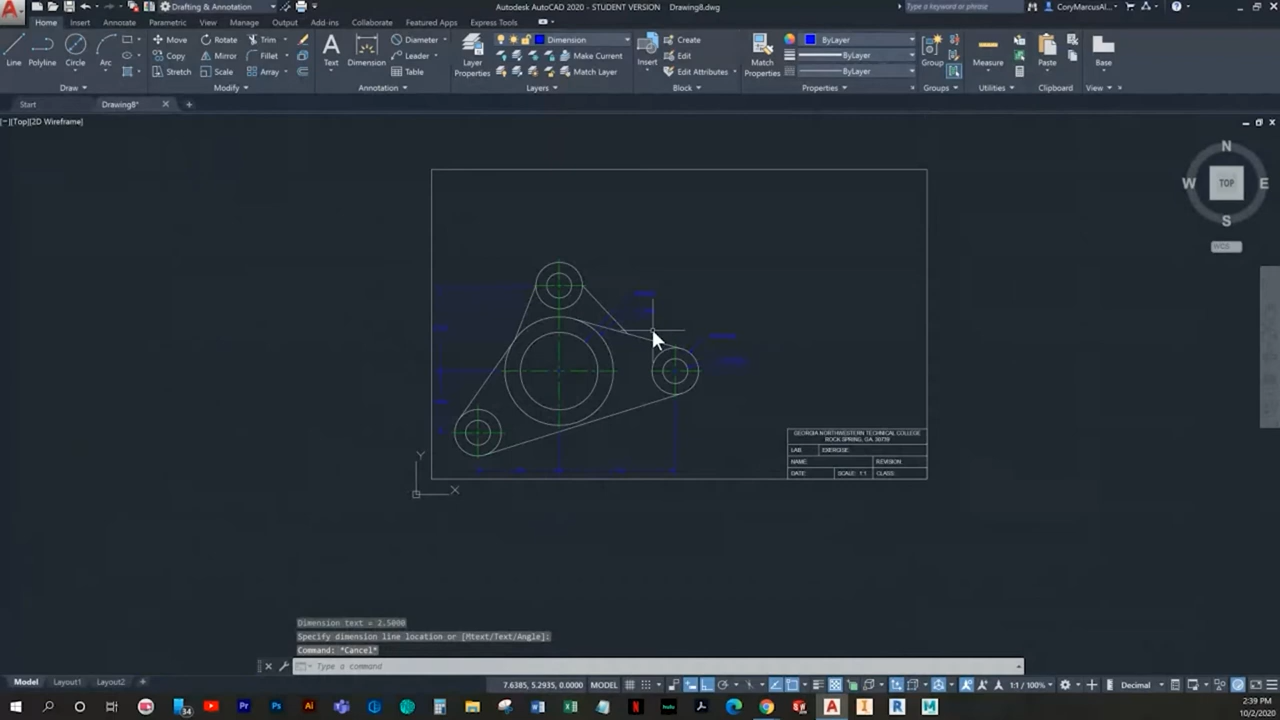 Drafting & Annotation
Autodesk AutoCAD 2020 - STUDENT VERSION Drawing8.dwg
Type a keyword or phrase
CoryMarcusAl...
Home Insert Annotate Parametric View Manage Output Add-ins Collaborate Featured Apps Express Tools
Line Polyline Circle Arc
Move Rotate Trim
Copy Mirror Fillet
Stretch Scale Array
Text Dimension
Diameter
Leader
Table
Layer Properties
Dimension
Make Current
Match Layer
Insert
Create
Edit
Edit Attributes
Match Properties
ByLayer
ByLayer
ByLayer
Group Measure Paste Base
Draw Modify Annotation Layers Block Properties Groups Utilities Clipboard View
Start Drawing8* +
[−][Top][2D Wireframe]
N
W TOP E
S
WCS
GEORGIA NORTHWESTERN TECHNICAL COLLEGE
ROCK SPRING, GA. 30739
LAB: EXERCISE:
NAME: REVISION:
DATE: SCALE: 1:1 CLASS:
Y
X
Dimension text = 2.5000
Specify dimension line location or [Mtext/Text/Angle]:
Command: *Cancel*
Type a command
Model Layout1 Layout2 +
7.6385, 5.2935, 0.0000 MODEL 1:1 / 100% Decimal
34
hulu
2:39 PM
10/2/2020